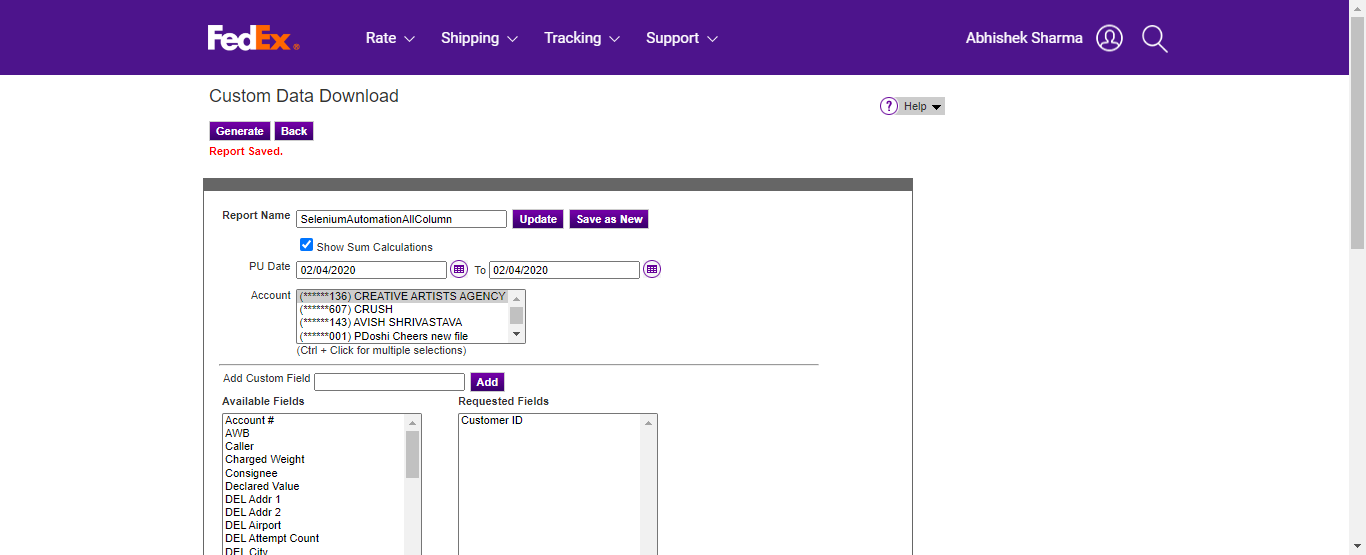 FedEx® Rate Shipping Tracking Support Abhishek Sharma
Custom Data Download
? Help
Generate Back
Report Saved.
Report Name SeleniumAutomationAllColumn Update Save as New
Show Sum Calculations
PU Date 02/04/2020 To 02/04/2020
Account (******136) CREATIVE ARTISTS AGENCY
(******607) CRUSH
(******143) AVISH SHRIVASTAVA
(******001) PDoshi Cheers new file
(Ctrl + Click for multiple selections)
Add Custom Field Add
Available Fields Requested Fields
Account # Customer ID
AWB
Caller
Charged Weight
Consignee
Declared Value
DEL Addr 1
DEL Addr 2
DEL Airport
DEL Attempt Count
DEL City